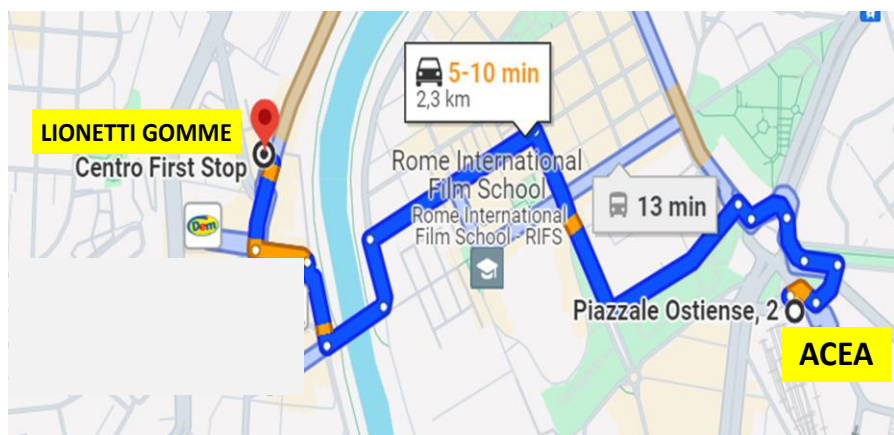 5-10 min
2,3 km
LIONETTI GOMME
Centro First Stop
Rome International
Film School
Rome International
Film School - RIFS
13 min
Dem
Piazzale Ostiense, 2
ACEA